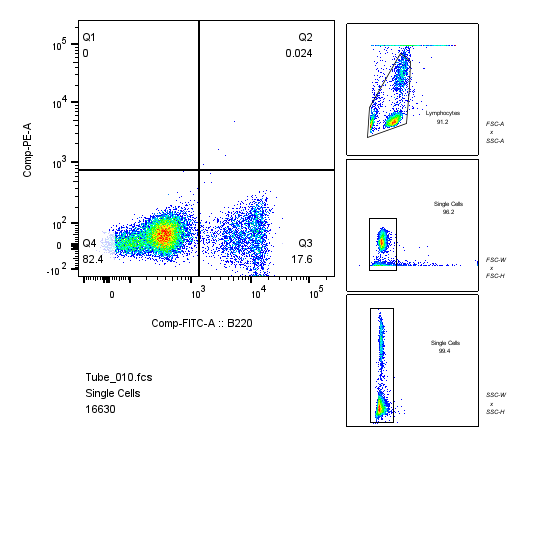 Q1
0
Q2
0.024
Q4
82.4
Q3
17.6
10^5
10^4
10^3
10^2
0
-10^2
Comp-PE-A
0
10^3
10^4
10^5
Comp-FITC-A :: B220
Tube_010.fcs
Single Cells
16630
Lymphocytes
91.2
FSC-A
x
SSC-A
Single Cells
96.2
FSC-W
x
FSC-H
Single Cells
99.4
SSC-W
x
SSC-H